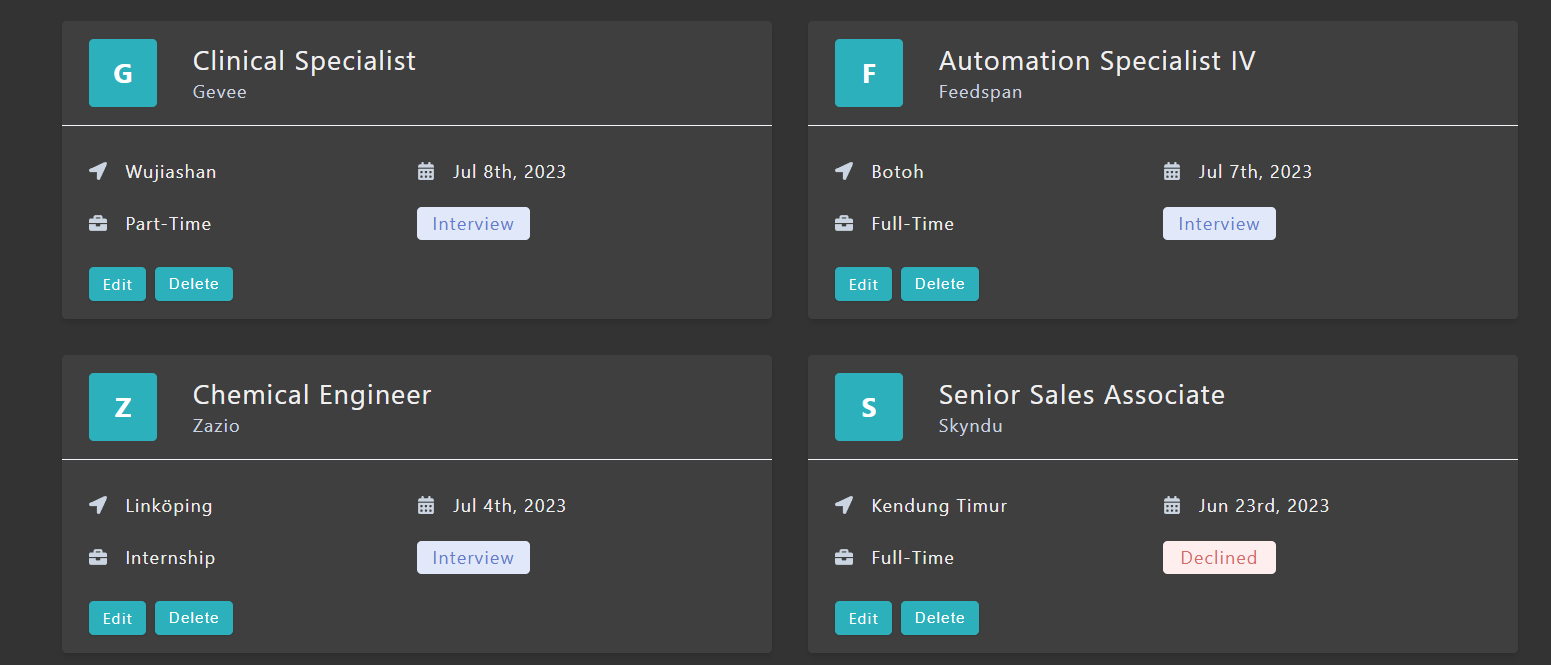 G
Clinical Specialist
Gevee
Wujiashan
Jul 8th, 2023
Part-Time
Interview
Edit
Delete
F
Automation Specialist IV
Feedspan
Botoh
Jul 7th, 2023
Full-Time
Interview
Edit
Delete
Z
Chemical Engineer
Zazio
Linköping
Jul 4th, 2023
Internship
Interview
Edit
Delete
S
Senior Sales Associate
Skyndu
Kendung Timur
Jun 23rd, 2023
Full-Time
Declined
Edit
Delete